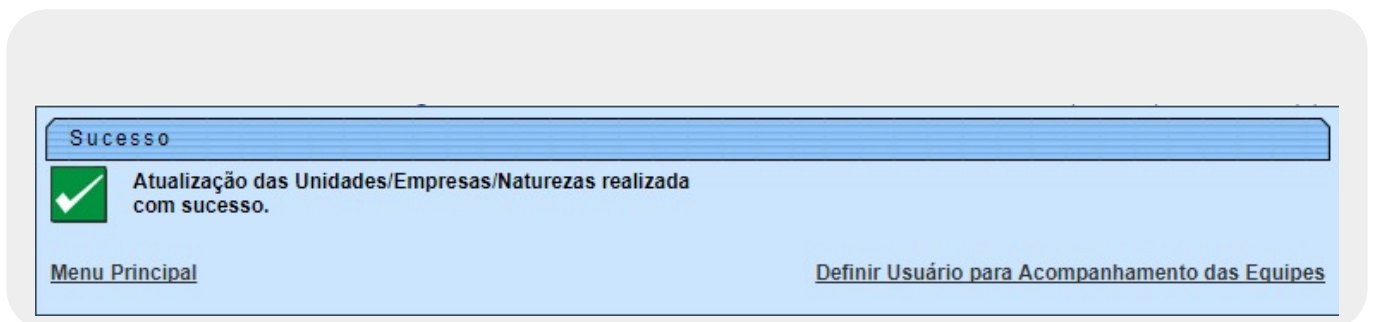 Sucesso
Atualização das Unidades/Empresas/Naturezas realizada
com sucesso.
Menu Principal
Definir Usuário para Acompanhamento das Equipes